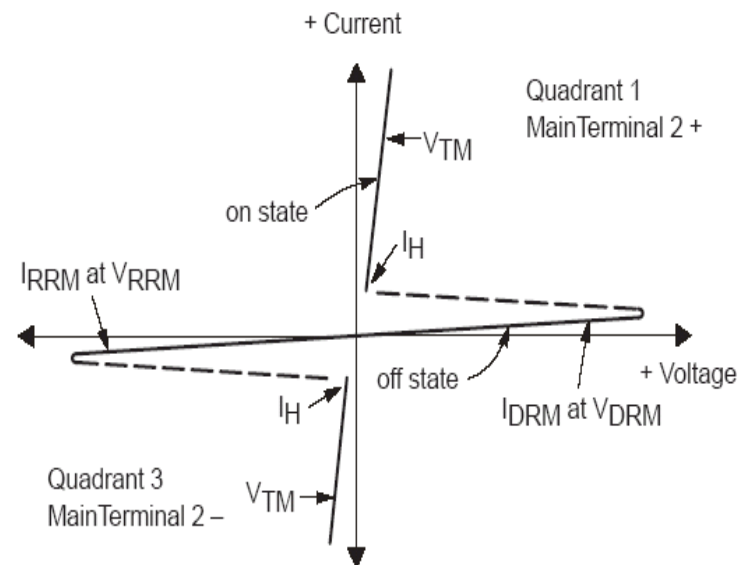 + Current
Quadrant 1
MainTerminal 2 +
VTM
on state
IH
IRRM at VRRM
off state
+ Voltage
IDRM at VDRM
IH
Quadrant 3
MainTerminal 2 –
VTM